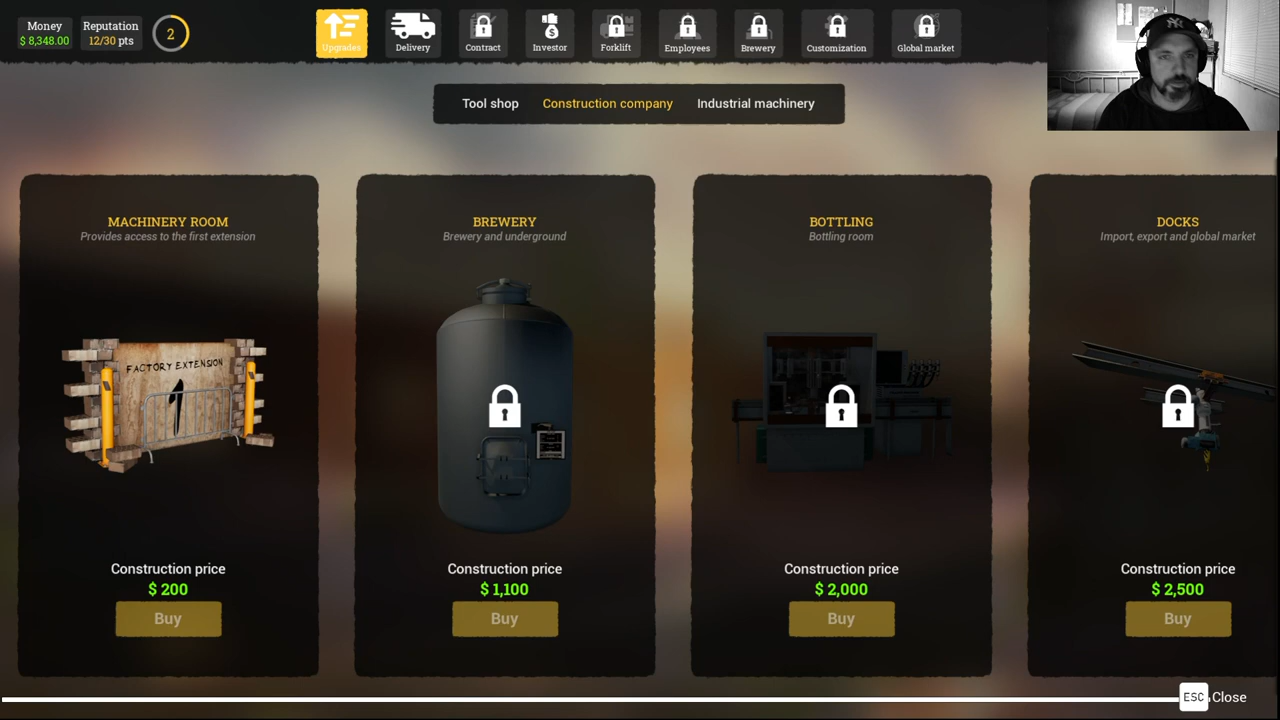 Money
$ 8,348.00
Reputation
12/30 pts
2
Upgrades
Delivery
Contract
Investor
Forklift
Employees
Brewery
Customization
Global market
Tool shop
Construction company
Industrial machinery
MACHINERY ROOM
Provides access to the first extension
FACTORY EXTENSION
1
Construction price
$ 200
Buy
BREWERY
Brewery and underground
Construction price
$ 1,100
Buy
BOTTLING
Bottling room
Construction price
$ 2,000
Buy
DOCKS
Import, export and global market
Construction price
$ 2,500
Buy
ESC Close